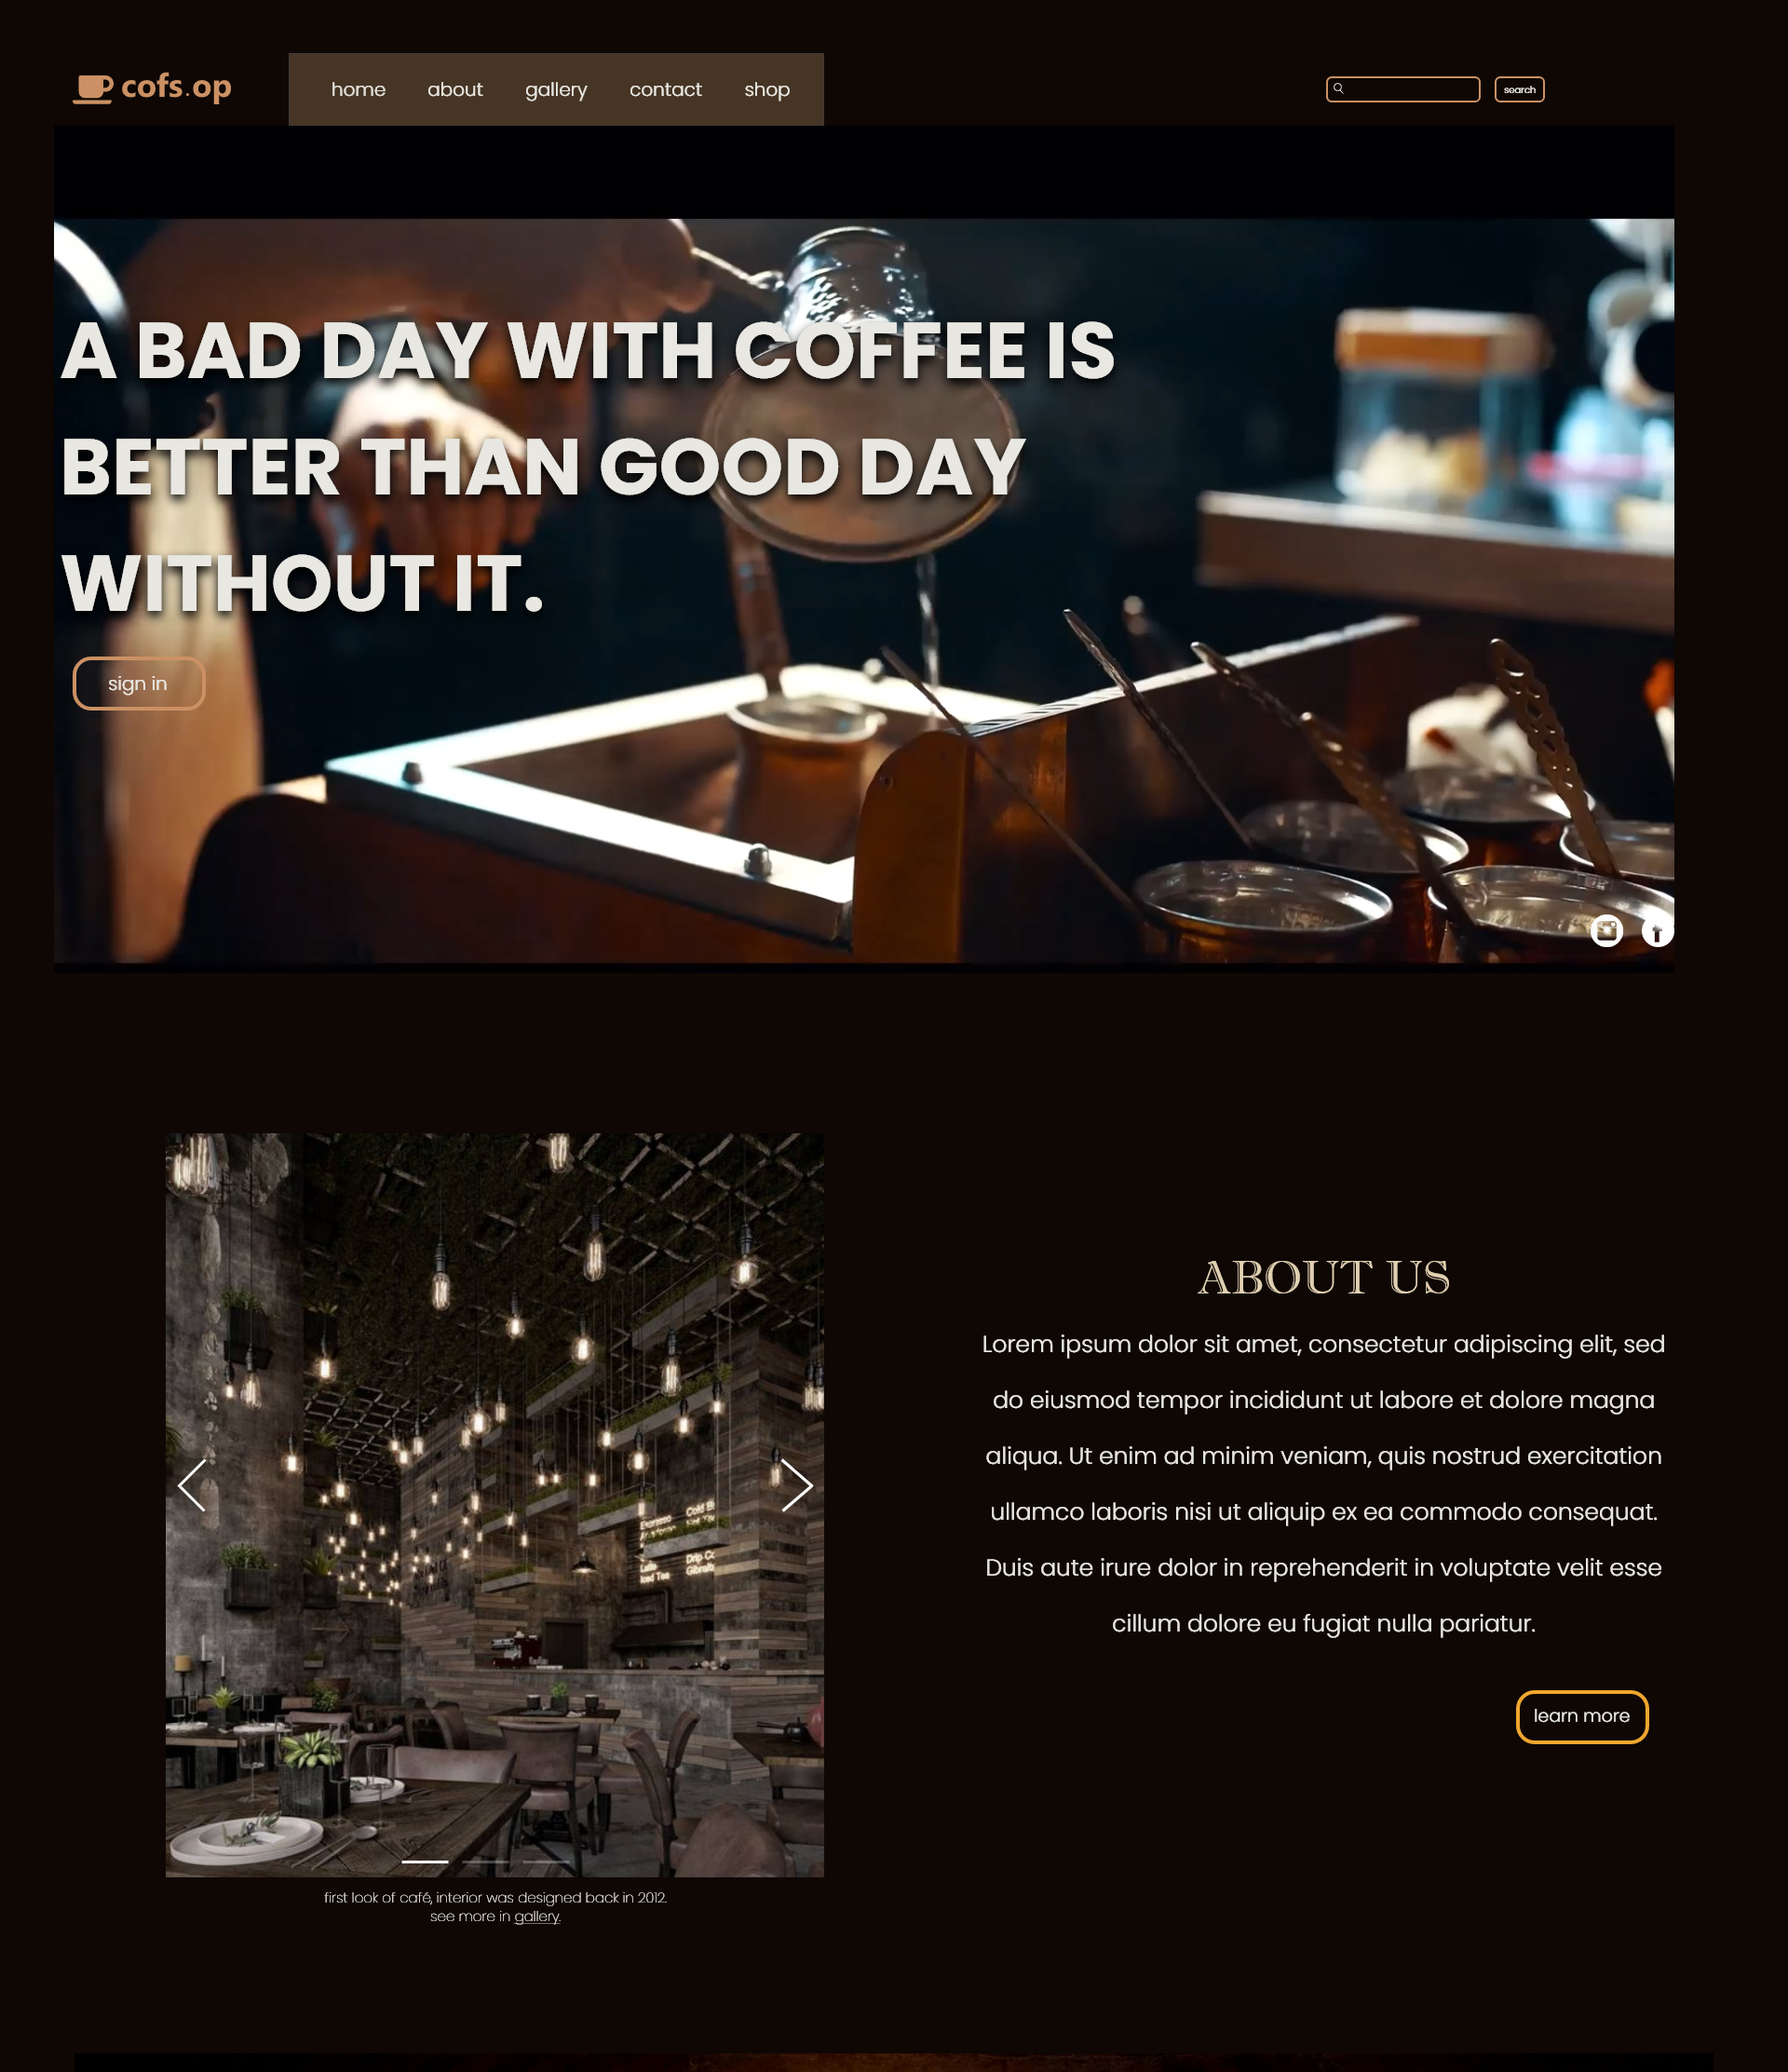 cofs.op
home about gallery contact shop
search
A BAD DAY WITH COFFEE IS
BETTER THAN GOOD DAY
WITHOUT IT.
sign in
ABOUT US
Lorem ipsum dolor sit amet, consectetur adipiscing elit, sed
do eiusmod tempor incididunt ut labore et dolore magna
aliqua. Ut enim ad minim veniam, quis nostrud exercitation
ullamco laboris nisi ut aliquip ex ea commodo consequat.
Duis aute irure dolor in reprehenderit in voluptate velit esse
cillum dolore eu fugiat nulla pariatur.
learn more
Iced Tea
first look of café, interior was designed back in 2012.
see more in gallery.